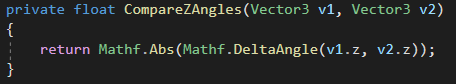 private float CompareZAngles(Vector3 v1, Vector3 v2)
{
return Mathf.Abs(Mathf.DeltaAngle(v1.z, v2.z));
}